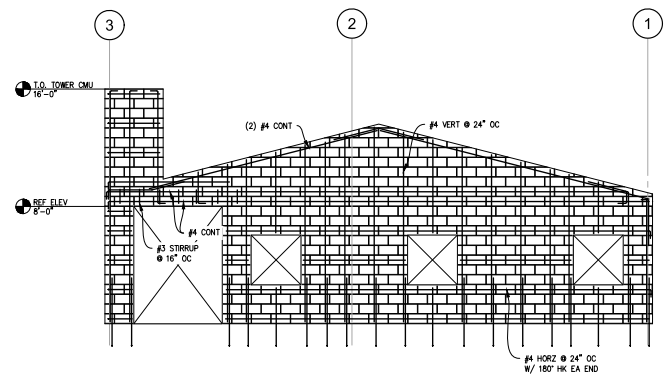 3
2
1
T.O. TOWER CMU
16'-0"
(2) #4 CONT
#4 VERT @ 24" OC
REF ELEV
8'-0"
#4 CONT
#3 STIRRUP
@ 16" OC
#4 HORZ @ 24" OC
W/ 180° HK EA END